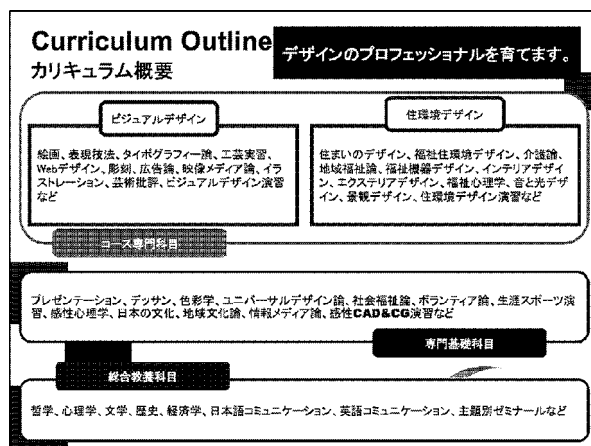 Curriculum Outline
デザインのプロフェッショナルを育てます。
カリキュラム概要
ビジュアルデザイン
絵画、表現技法、タイポグラフィー論、工芸実習、
Webデザイン、彫刻、広告論、映像メディア論、イラ
ストレーション、芸術批評、ビジュアルデザイン演習
など
住環境デザイン
住まいのデザイン、福祉住環境デザイン、介護論、
地域福祉論、福祉機器デザイン、インテリアデザイ
ン、エクステリアデザイン、福祉心理学、音と光デザ
イン、景観デザイン、住環境デザイン演習など
コース専門科目
プレゼンテーション、デッサン、色彩学、ユニバーサルデザイン論、社会福祉論、ボランティア論、生涯スポーツ演
習、感性心理学、日本の文化、地域文化論、情報メディア論、感性CAD&CG演習など
専門基礎科目
総合教養科目
哲学、心理学、文学、歴史、経済学、日本語コミュニケーション、英語コミュニケーション、主題別ゼミナールなど